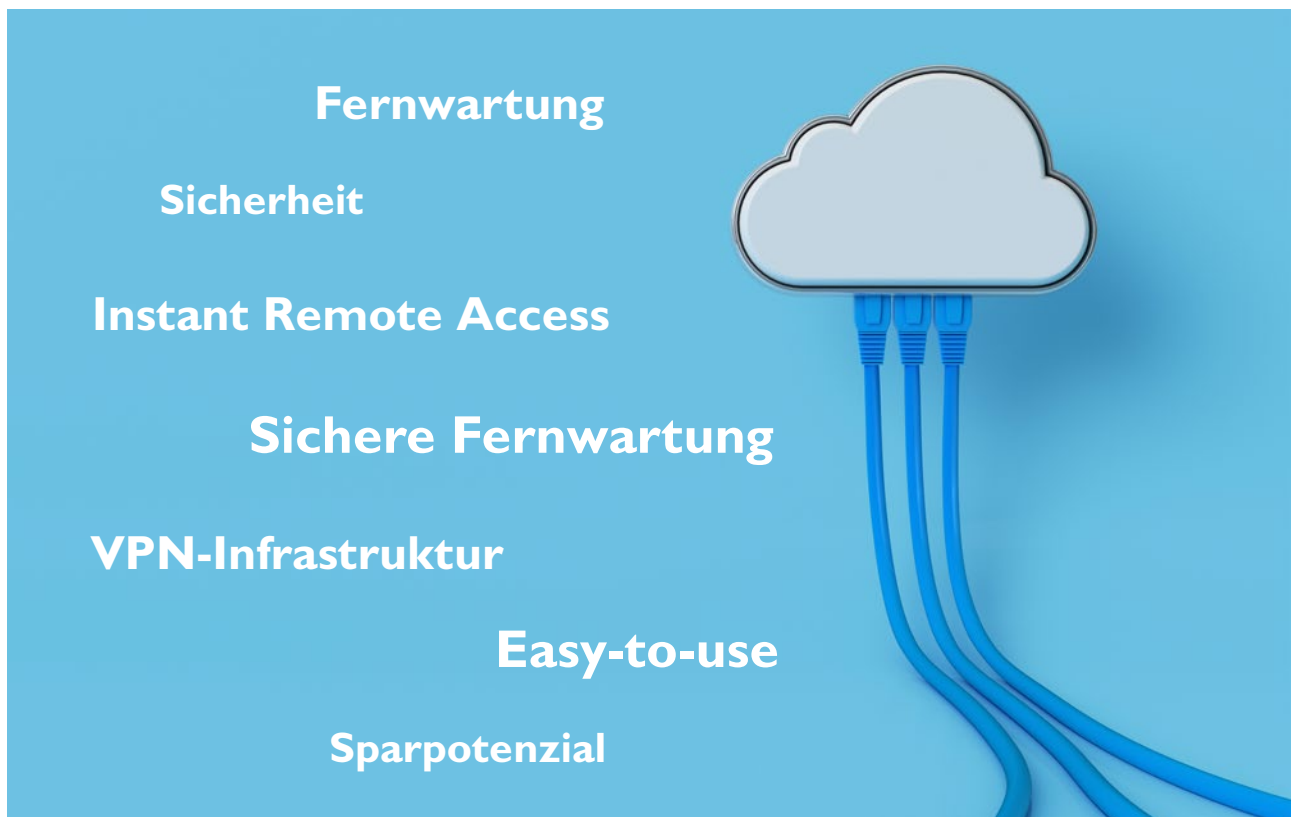 Fernwartung
Sicherheit
Instant Remote Access
Sichere Fernwartung
VPN-Infrastruktur
Easy-to-use
Sparpotenzial